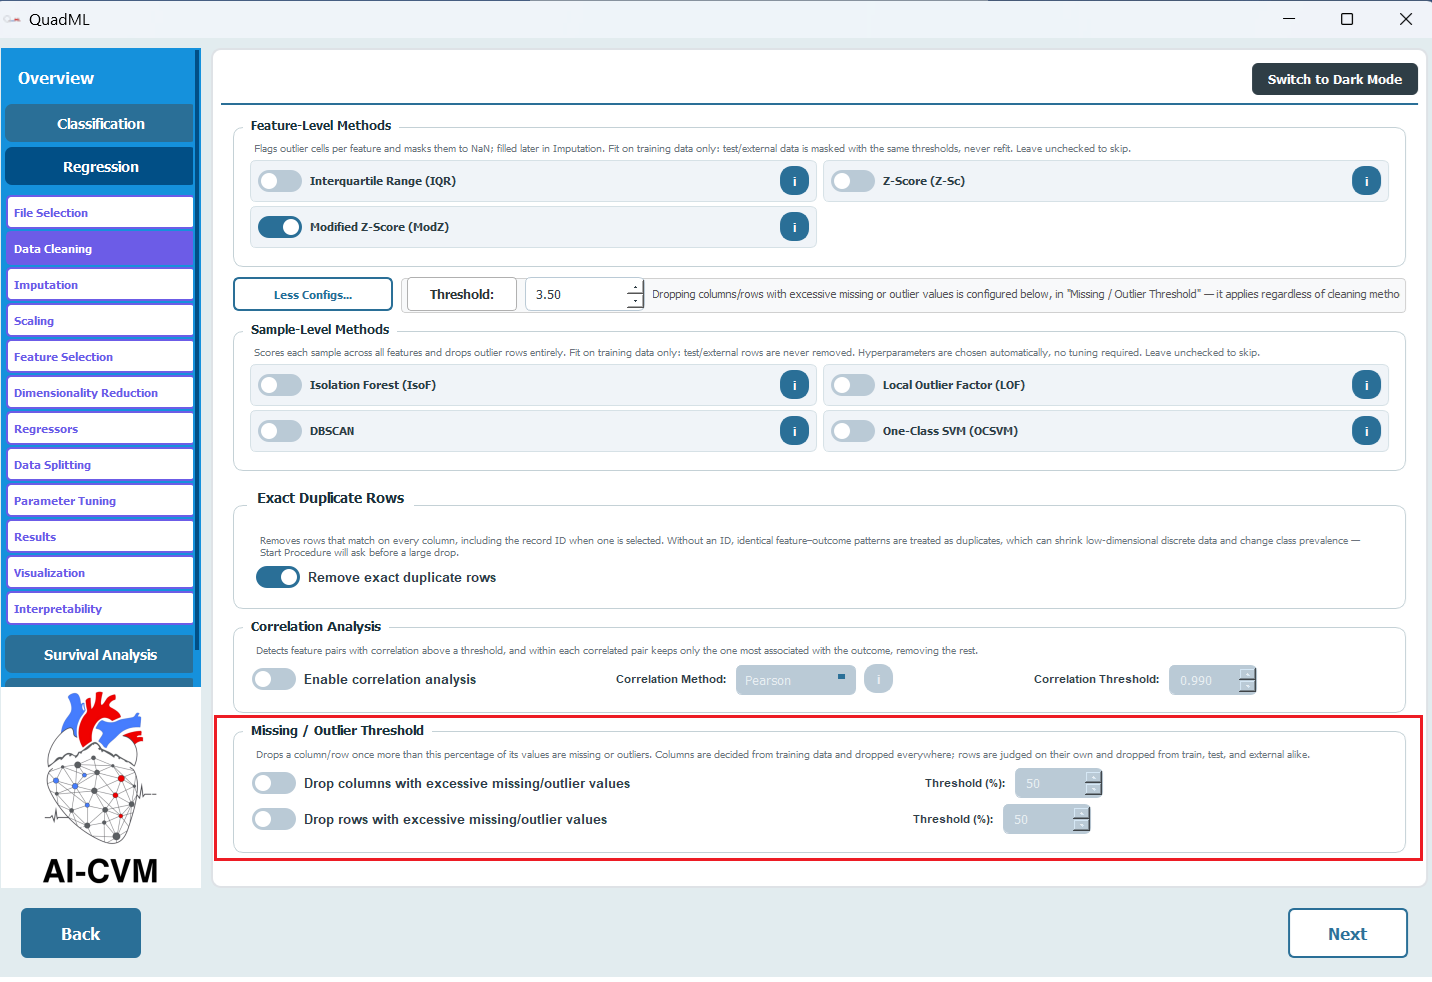 QuadML
Overview
Classification
Regression
File Selection
Data Cleaning
Imputation
Scaling
Feature Selection
Dimensionality Reduction
Regressors
Data Splitting
Parameter Tuning
Results
Visualization
Interpretability
Survival Analysis
AI-CVM
Switch to Dark Mode
Feature-Level Methods
Flags outlier cells per feature and masks them to NaN; filled later in Imputation. Fit on training data only: test/external data is masked with the same thresholds, never refit. Leave unchecked to skip.
Interquartile Range (IQR) i
Z-Score (Z-Sc) i
Modified Z-Score (ModZ) i
Less Configs...
Threshold: 3.50
Dropping columns/rows with excessive missing or outlier values is configured below, in "Missing / Outlier Threshold" — it applies regardless of cleaning metho
Sample-Level Methods
Scores each sample across all features and drops outlier rows entirely. Fit on training data only: test/external rows are never removed. Hyperparameters are chosen automatically, no tuning required. Leave unchecked to skip.
Isolation Forest (IsoF) i
Local Outlier Factor (LOF) i
DBSCAN i
One-Class SVM (OCSVM) i
Exact Duplicate Rows
Removes rows that match on every column, including the record ID when one is selected. Without an ID, identical feature–outcome patterns are treated as duplicates, which can shrink low-dimensional discrete data and change class prevalence —
Start Procedure will ask before a large drop.
Remove exact duplicate rows
Correlation Analysis
Detects feature pairs with correlation above a threshold, and within each correlated pair keeps only the one most associated with the outcome, removing the rest.
Enable correlation analysis
Correlation Method: Pearson i
Correlation Threshold: 0.990
Missing / Outlier Threshold
Drops a column/row once more than this percentage of its values are missing or outliers. Columns are decided from training data and dropped everywhere; rows are judged on their own and dropped from train, test, and external alike.
Drop columns with excessive missing/outlier values
Threshold (%): 50
Drop rows with excessive missing/outlier values
Threshold (%): 50
Back
Next